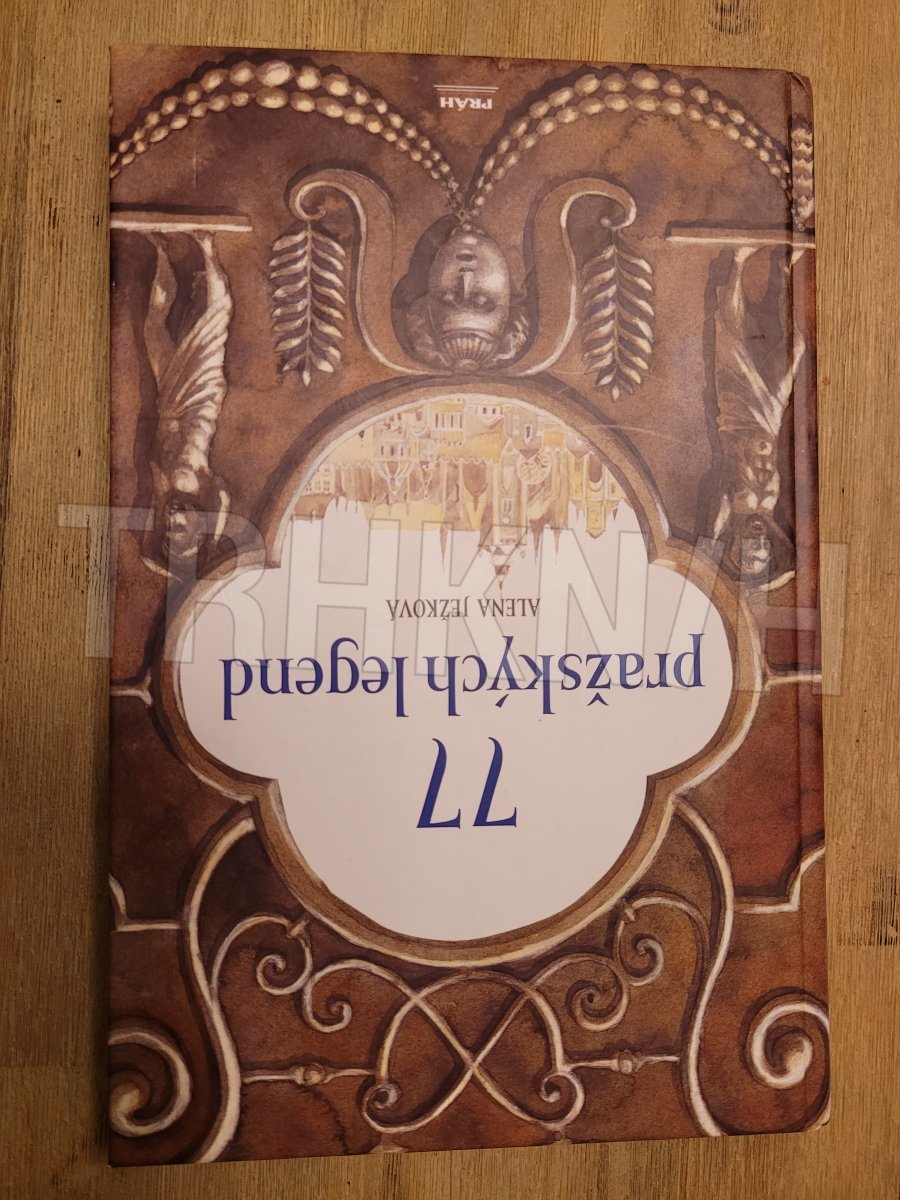 77
pražských legend
ALENA JEŽKOVÁ
PRÁH
TRHKNIH